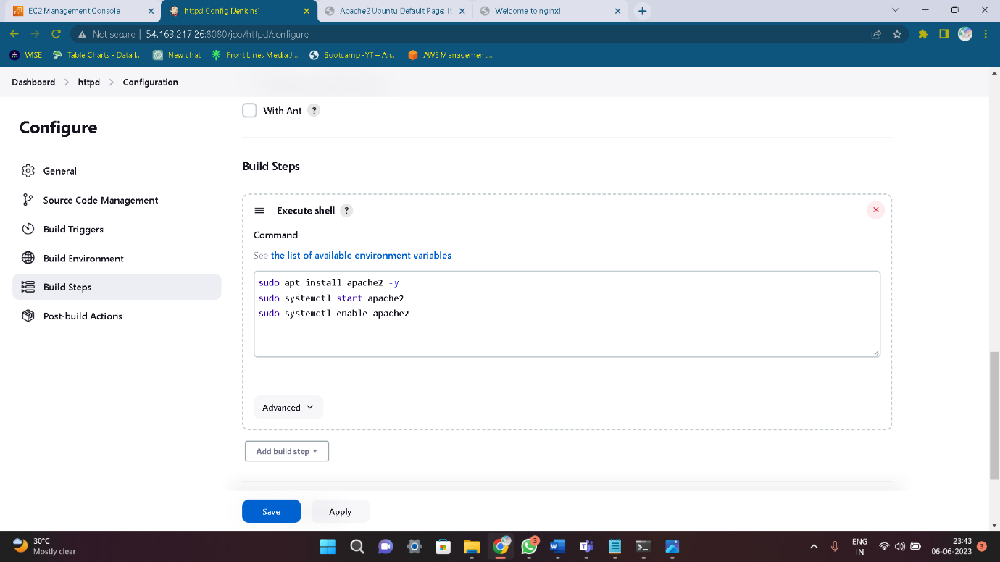 EC2 Management Console
httpd Config [Jenkins]
Apache2 Ubuntu Default Page: It
Welcome to nginx!
Not secure | 54.163.217.26:8080/job/httpd/configure
WISE
Table Charts - Data I...
New chat
Front Lines Media J...
Bootcamp -YT – An...
AWS Management...
Dashboard > httpd > Configuration
With Ant ?
Configure
General
Source Code Management
Build Triggers
Build Environment
Build Steps
Post-build Actions
Build Steps
Execute shell ?
Command
See the list of available environment variables
sudo apt install apache2 -y
sudo systemctl start apache2
sudo systemctl enable apache2
Advanced
Add build step
Save
Apply
30°C
Mostly clear
3
ENG
IN
23:43
06-06-2023
3